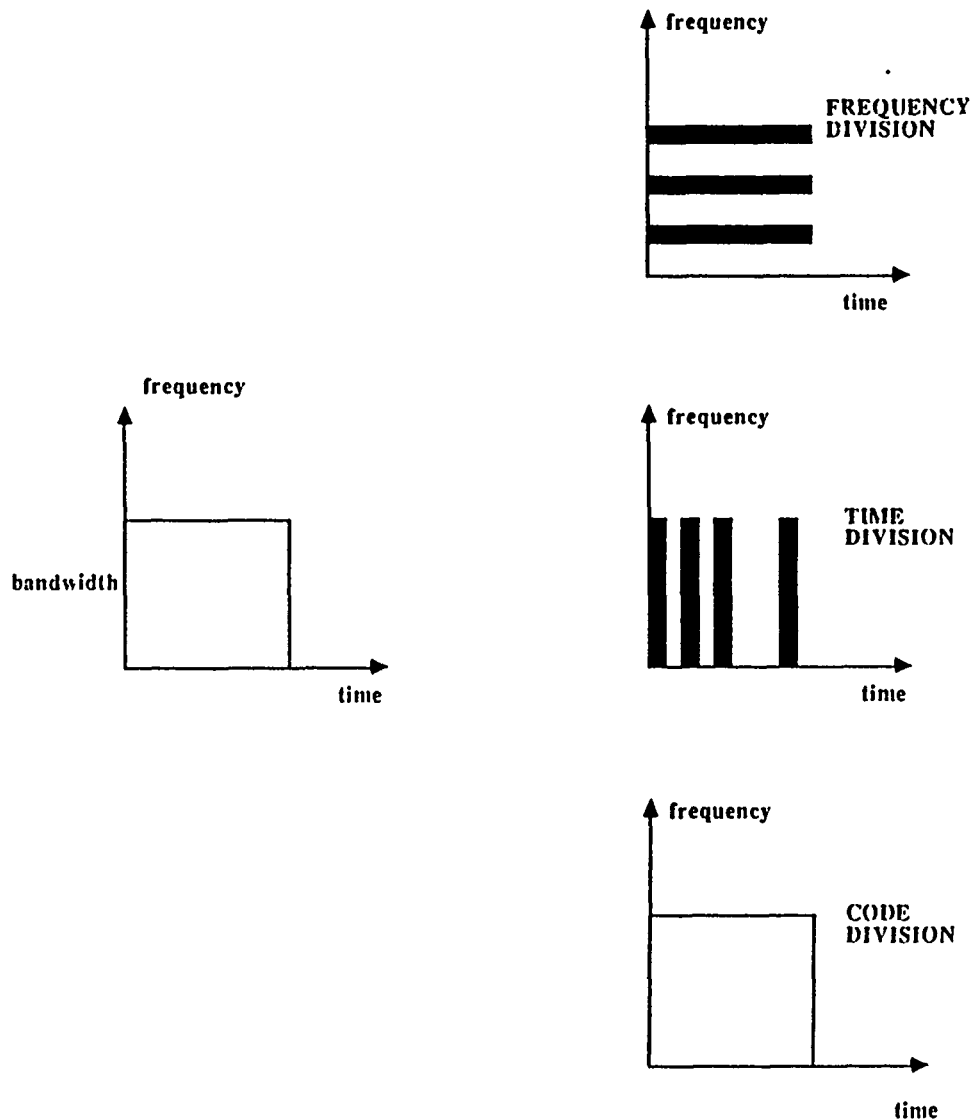 frequency
FREQUENCY
DIVISION
time
frequency
bandwidth
time
frequency
TIME
DIVISION
time
frequency
CODE
DIVISION
time